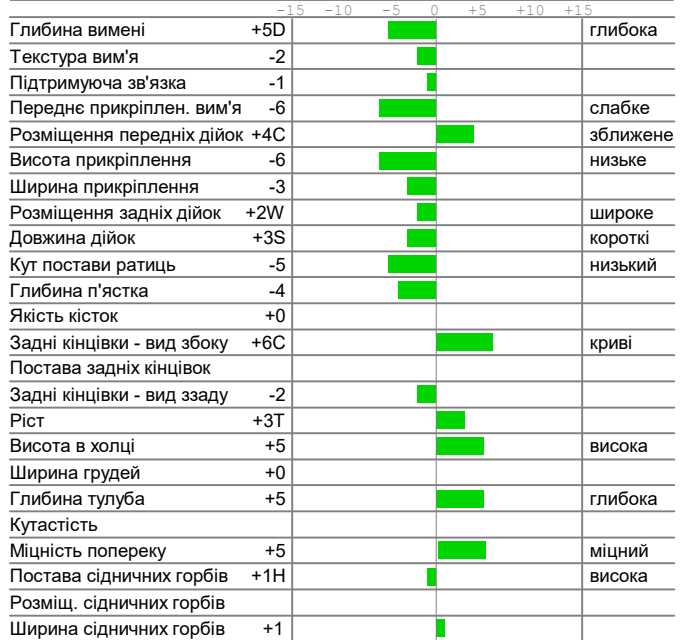 -15 -10 -5 0 +5 +10 +15
Глибина вимені +5D глибока
Текстура вим'я -2
Підтримуюча зв'язка -1
Переднє прикріплен. вим'я -6 слабке
Розміщення передніх дійок +4C зближене
Висота прикріплення -6 низьке
Ширина прикріплення -3
Розміщення задніх дійок +2W широке
Довжина дійок +3S короткі
Кут постави ратиць -5 низький
Глибина п'ястка -4
Якість кісток +0
Задні кінцівки - вид збоку +6C криві
Постава задніх кінцівок
Задні кінцівки - вид ззаду -2
Ріст +3T
Висота в холці +5 висока
Ширина грудей +0
Глибина тулуба +5 глибока
Кутастість
Міцність попереку +5 міцний
Постава сідничних горбів +1H висока
Розміщ. сідничних горбів
Ширина сідничних горбів +1